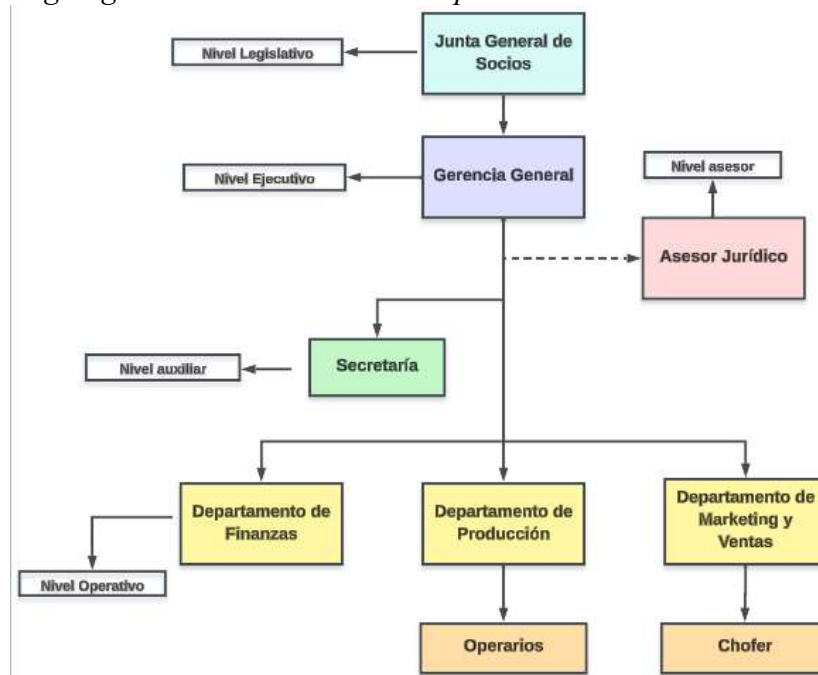 Junta General de
Socios
Nivel Legislativo
Gerencia General
Nivel Ejecutivo
Nivel asesor
Asesor Jurídico
Secretaría
Nivel auxiliar
Departamento de
Finanzas
Departamento de
Producción
Departamento de
Marketing y
Ventas
Nivel Operativo
Operarios
Chofer